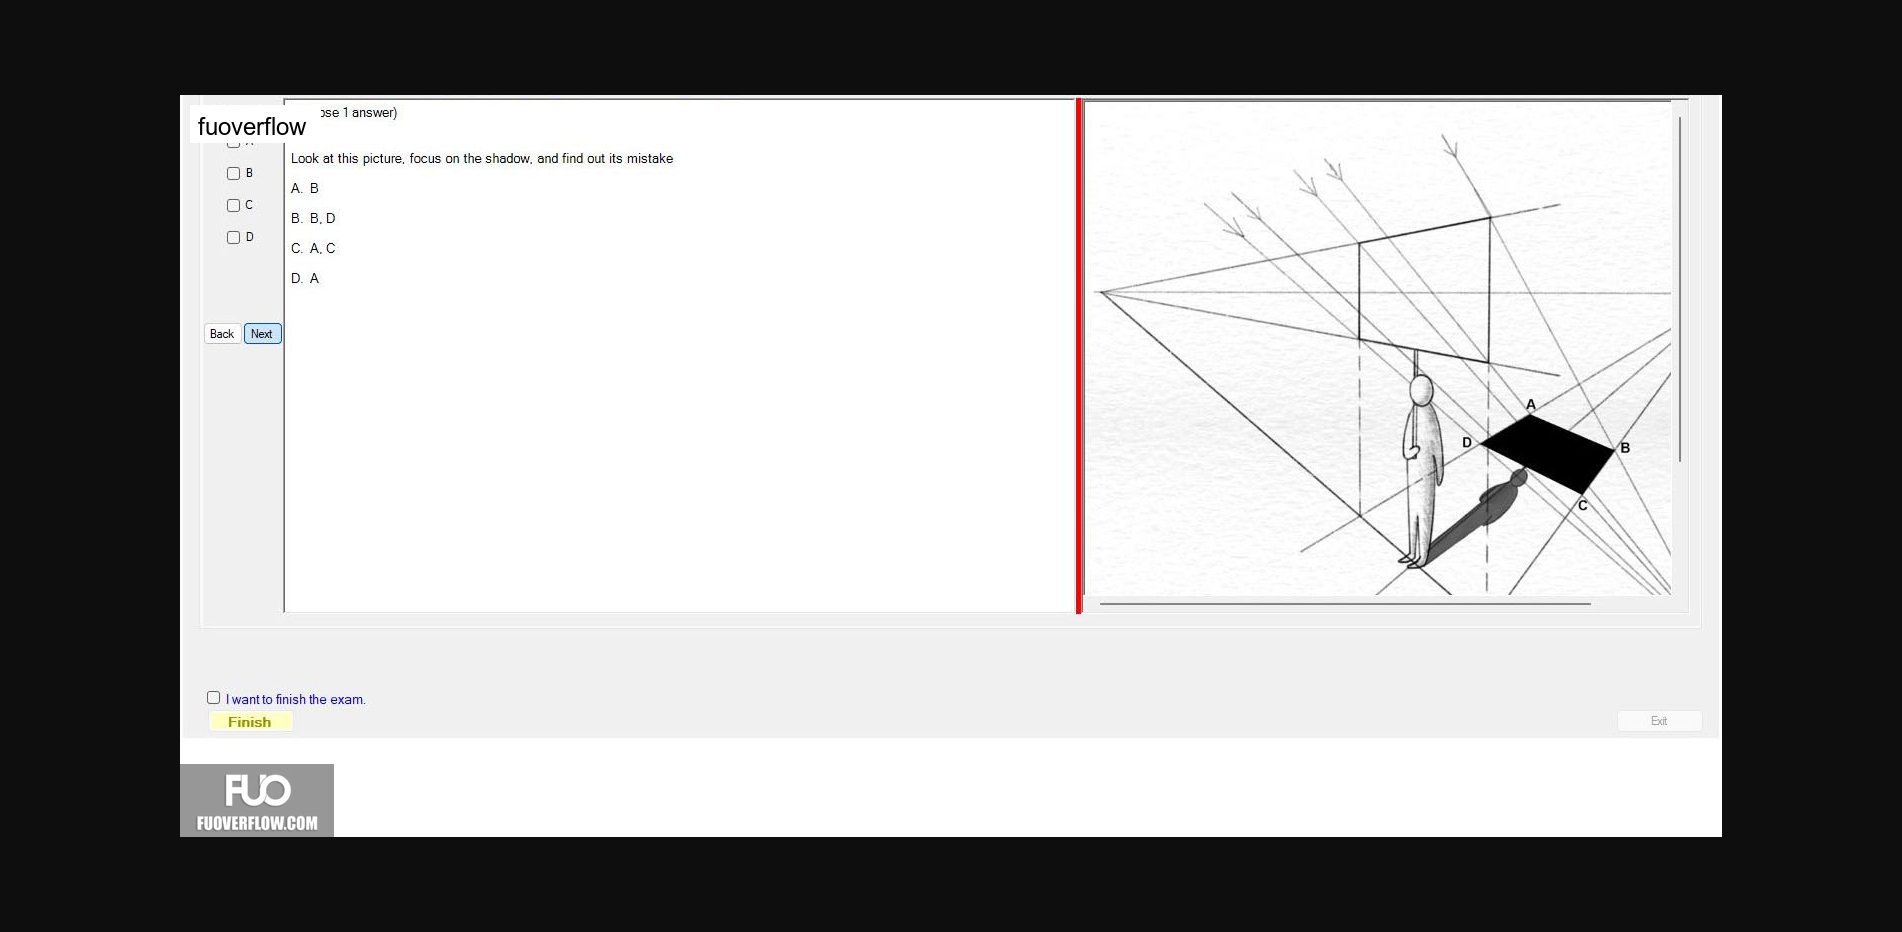 ose 1 answer)
fuoverflow
Look at this picture, focus on the shadow, and find out its mistake
A. B
B. B, D
C. A, C
D. A
B
C
D
Back
Next
A
B
D
C
I want to finish the exam.
Finish
Exit
FUO
FUOVERFLOW.COM